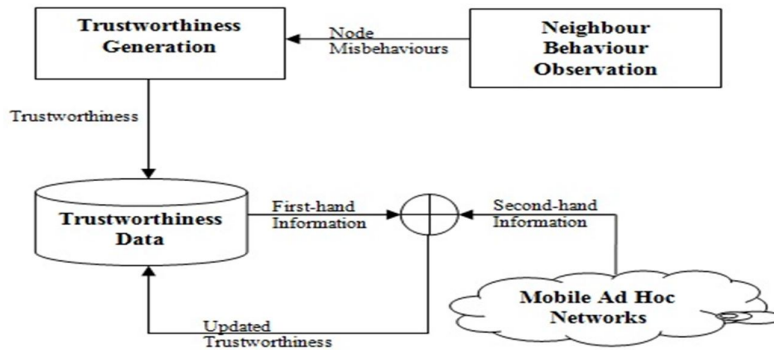 Trustworthiness
Generation
Node
Misbehaviours
Neighbour
Behaviour
Observation
Trustworthiness
Trustworthiness
Data
First-hand
Information
Second-hand
Information
Mobile Ad Hoc
Networks
Updated
Trustworthiness